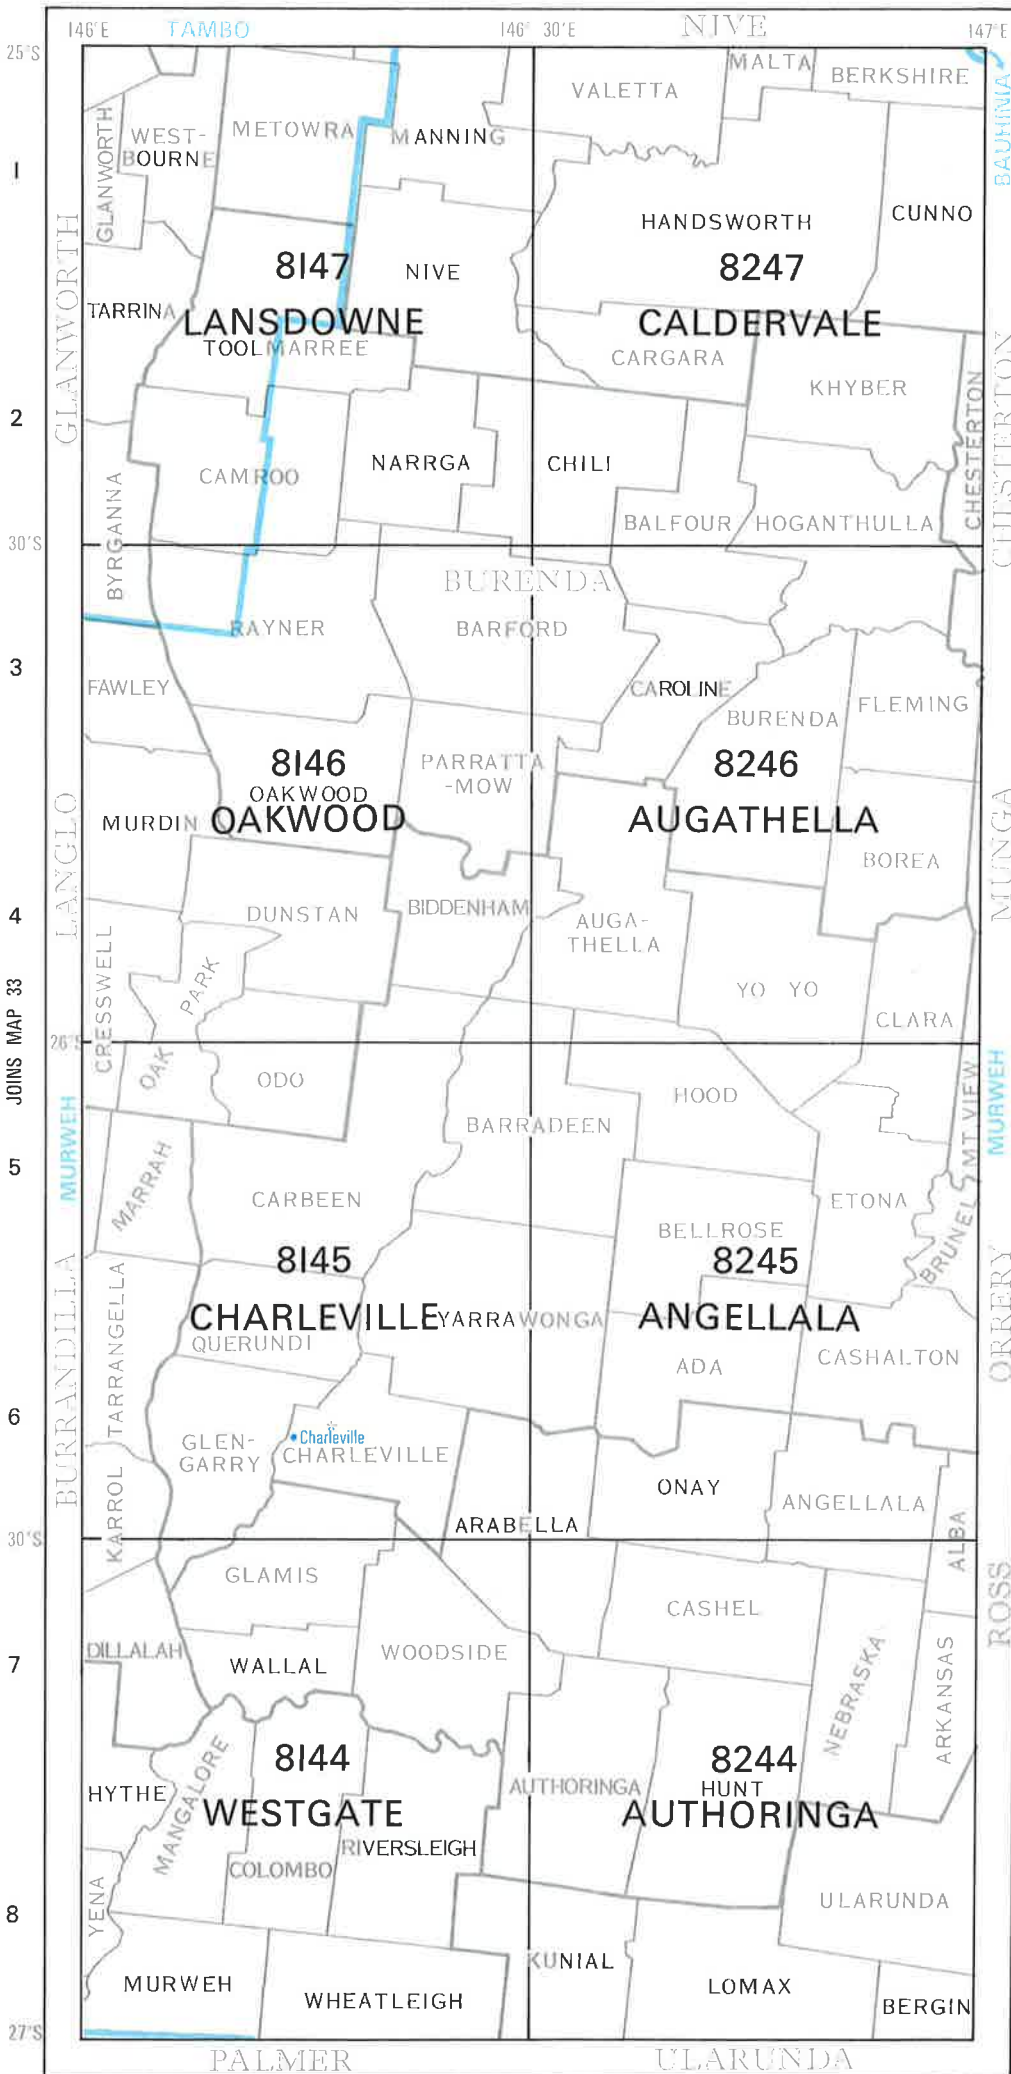 146°E TAMBO 146° 30'E NIVE 147°E
25°S
MALTA
BERKSHIRE
VALETTA
BAUHINIA
METOWRA
WEST-
BOURNE
MANNING
GLANWORTH
1
HANDSWORTH
CUNNO
8147
NIVE
8247
GLANWORTH
TARRINA
LANSDOWNE
CALDERVALE
TOOLMARREE
CARGARA
KHYBER
CHESTERTON
CHESTERTON
2
NARRGA
CHILI
CAMROO
BYRGANNA
BALFOUR
HOGANTHULLA
30'S
BURENDA
RAYNER
BARFORD
3
FAWLEY
CAROLINE
BURENDA
FLEMING
8146
PARRATTA
-MOW
8246
OAKWOOD
MURDIN
OAKWOOD
AUGATHELLA
LANGLO
MUNGA
BOREA
4
DUNSTAN
BIDDENHAM
AUGA-
THELLA
CRESSWELL
PARK
YO YO
CLARA
JOINS MAP 33
26°S
OAK
ODO
HOOD
MURWEH
MURWEH
BARRADEEN
MT VIEW
5
MARRAH
CARBEEN
ETONA
BELLROSE
BRUNEL
8145
8245
CHARLEVILLE
YARRAWONGA
ANGELLALA
TARRANGELLA
QUERUNDI
ADA
CASHALTON
ORRERY
BURRANDILLA
6
GLEN-
GARRY
Charleville
CHARLEVILLE
ONAY
ANGELLALA
KARROL
ARABELLA
ALBA
30'S
GLAMIS
CASHEL
ROSS
7
DILLALAH
WALLAL
WOODSIDE
NEBRASKA
ARKANSAS
8144
8244
HYTHE
MANGALORE
AUTHORINGA
HUNT
WESTGATE
AUTHORINGA
RIVERSLEIGH
COLOMBO
YENA
8
ULARUNDA
MURWEH
WHEATLEIGH
KUNIAL
LOMAX
BERGIN
27°S
PALMER
ULARUNDA